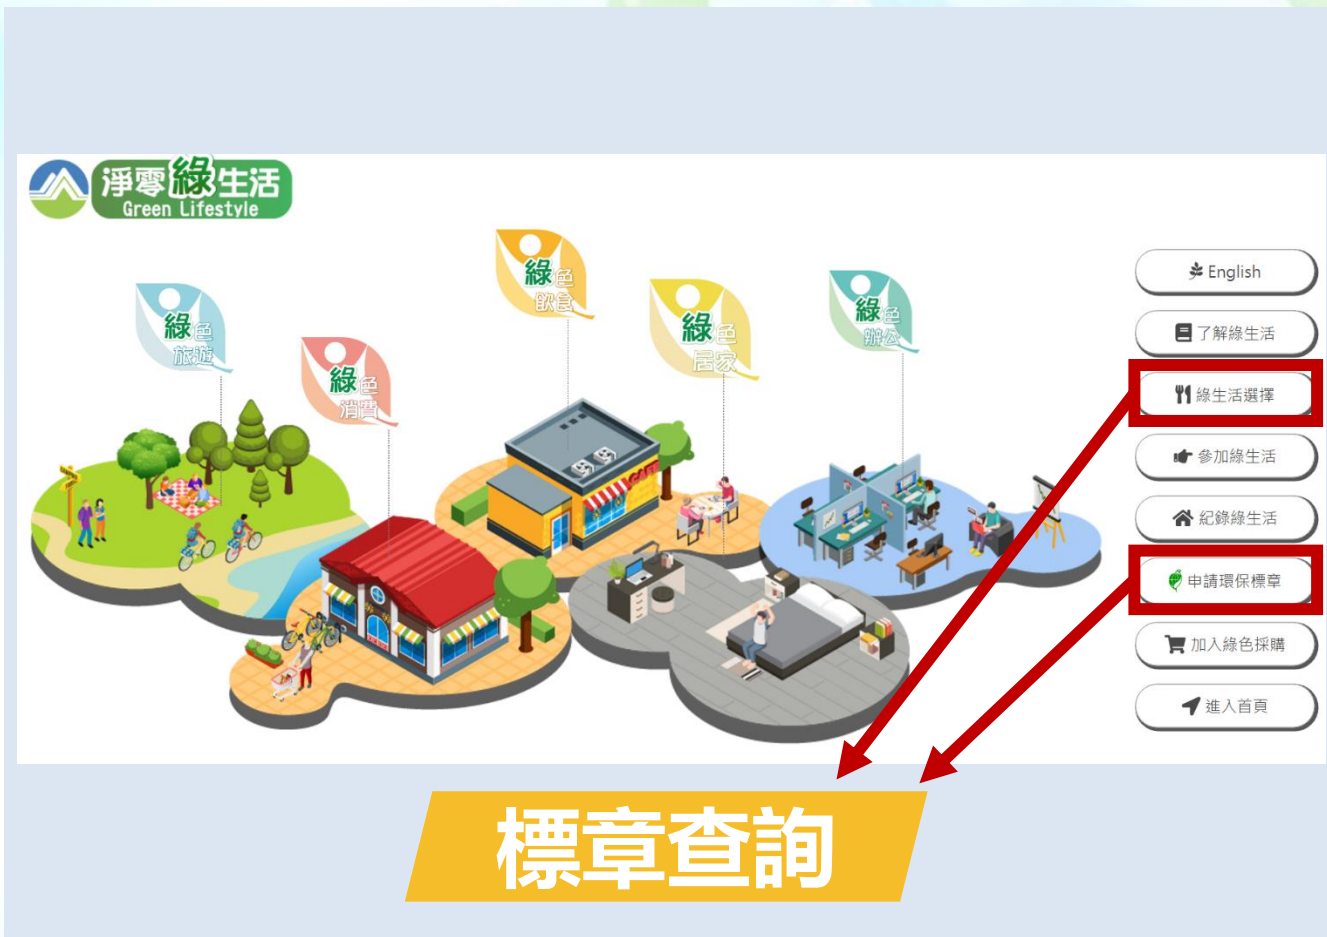 淨零綠生活
Green Lifestyle
綠色
旅遊
綠色
消費
綠色
飲食
綠色
居家
綠色
辦公
CAFE
English
了解綠生活
綠生活選擇
參加綠生活
紀錄綠生活
申請環保標章
加入綠色採購
進入首頁
標章查詢